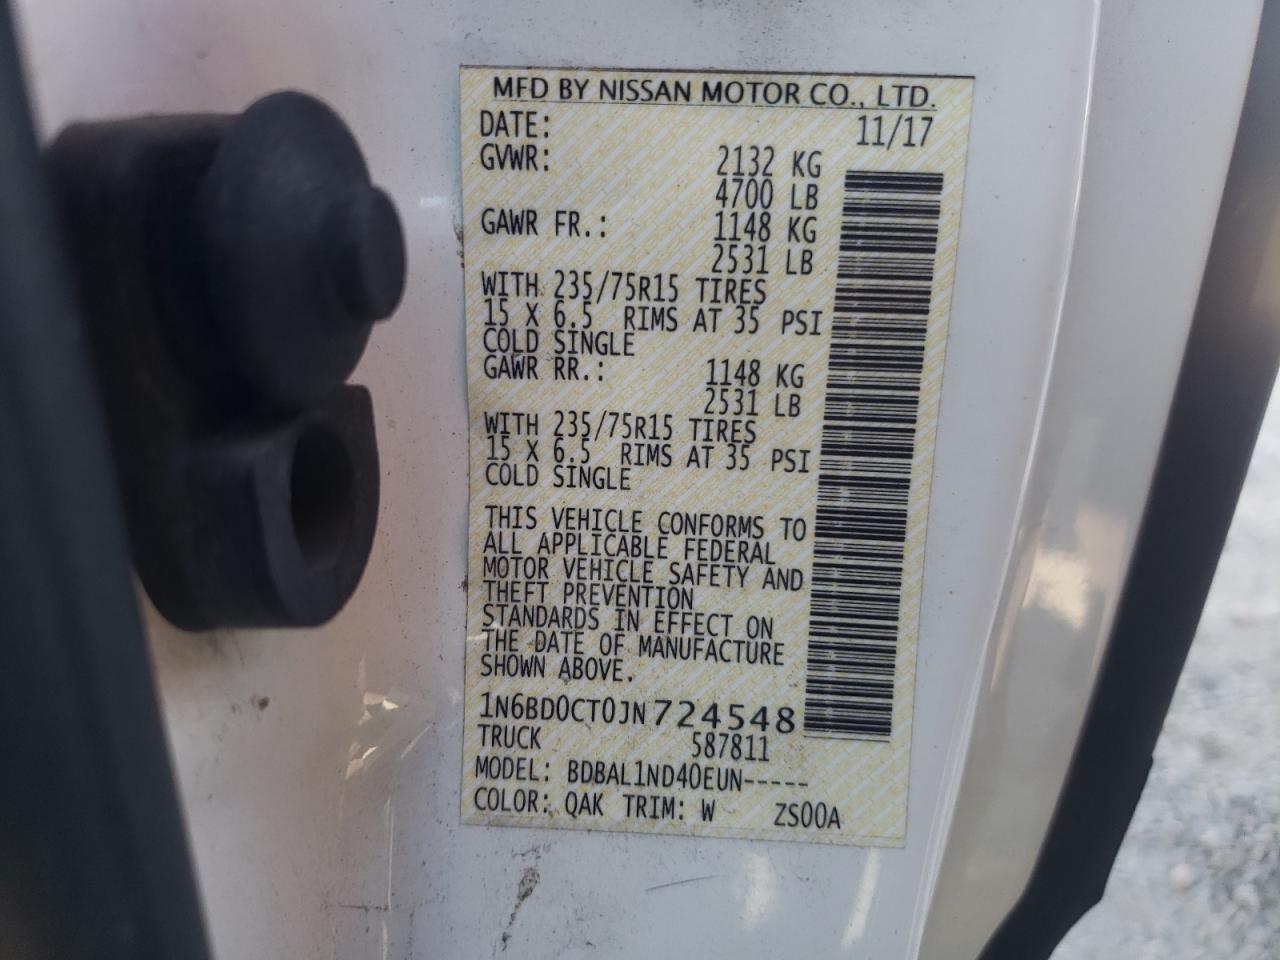 MFD BY NISSAN MOTOR CO., LTD.
DATE: 11/17
GVWR: 2132 KG
4700 LB
GAWR FR.: 1148 KG
2531 LB
WITH 235/75R15 TIRES
15 X 6.5 RIMS AT 35 PSI
COLD SINGLE
GAWR RR.: 1148 KG
2531 LB
WITH 235/75R15 TIRES
15 X 6.5 RIMS AT 35 PSI
COLD SINGLE
THIS VEHICLE CONFORMS TO
ALL APPLICABLE FEDERAL
MOTOR VEHICLE SAFETY AND
THEFT PREVENTION
STANDARDS IN EFFECT ON
THE DATE OF MANUFACTURE
SHOWN ABOVE.
1N6BD0CT0JN724548
TRUCK 587811
MODEL: BDBAL1ND40EUN-----
COLOR: QAK TRIM: W ZS00A